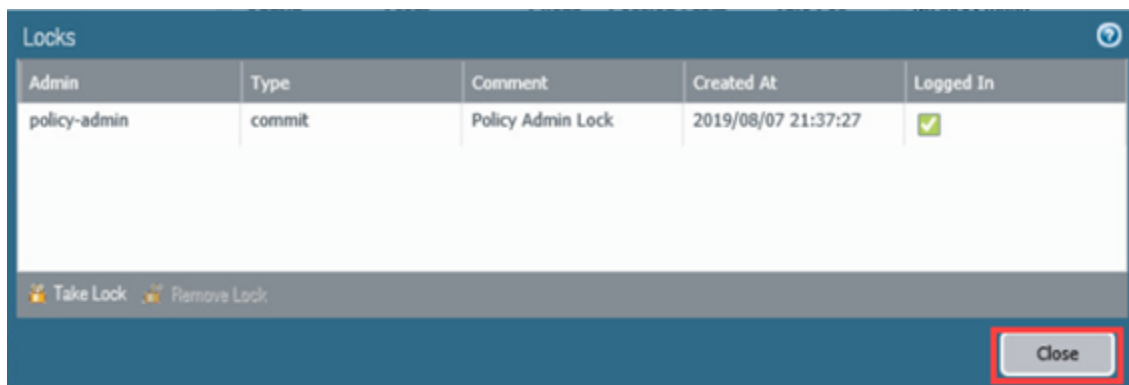 Locks
Admin Type Comment Created At Logged In
policy-admin commit Policy Admin Lock 2019/08/07 21:37:27
Take Lock Remove Lock
Close